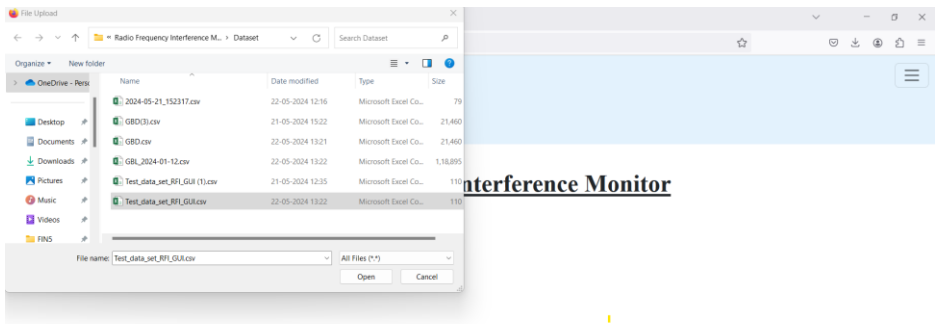 File Upload
« Radio Frequency Interference M... › Dataset
Search Dataset
Organize
New folder
OneDrive - Perso
Name
Date modified
Type
Size
2024-05-21_152317.csv 22-05-2024 12:16 Microsoft Excel Co... 79
Desktop
GBD(3).csv 21-05-2024 15:22 Microsoft Excel Co... 21,460
Documents
GBD.csv 22-05-2024 13:21 Microsoft Excel Co... 21,460
Downloads
GBL_2024-01-12.csv 22-05-2024 13:22 Microsoft Excel Co... 1,18,895
Pictures
Test_data_set_RFI_GUI (1).csv 21-05-2024 12:35 Microsoft Excel Co... 110
Music
Test_data_set_RFI_GUI.csv 22-05-2024 13:22 Microsoft Excel Co... 110
Videos
FINS
File name: Test_data_set_RFI_GUI.csv
All Files (*.*)
Open
Cancel
nterference Monitor